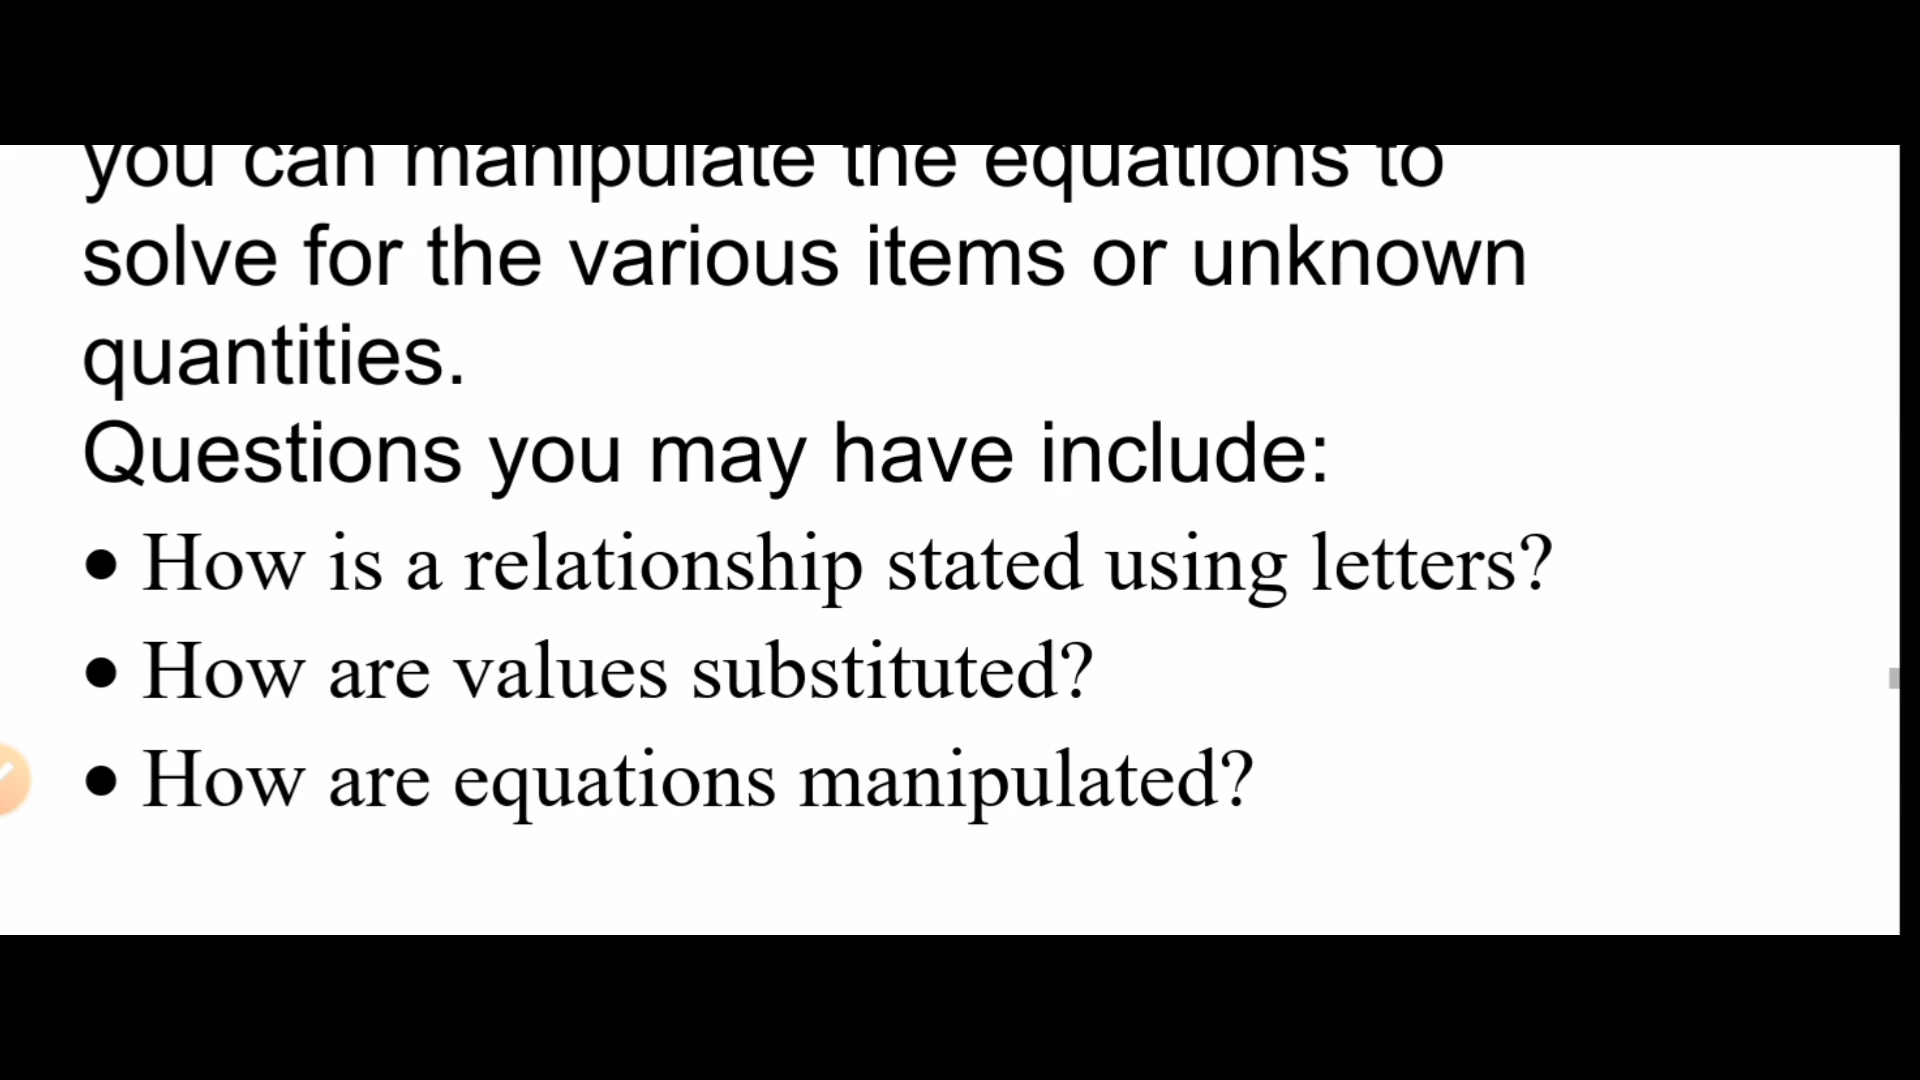 you can manipulate the equations to
solve for the various items or unknown
quantities.
Questions you may have include:
• How is a relationship stated using letters?
• How are values substituted?
• How are equations manipulated?